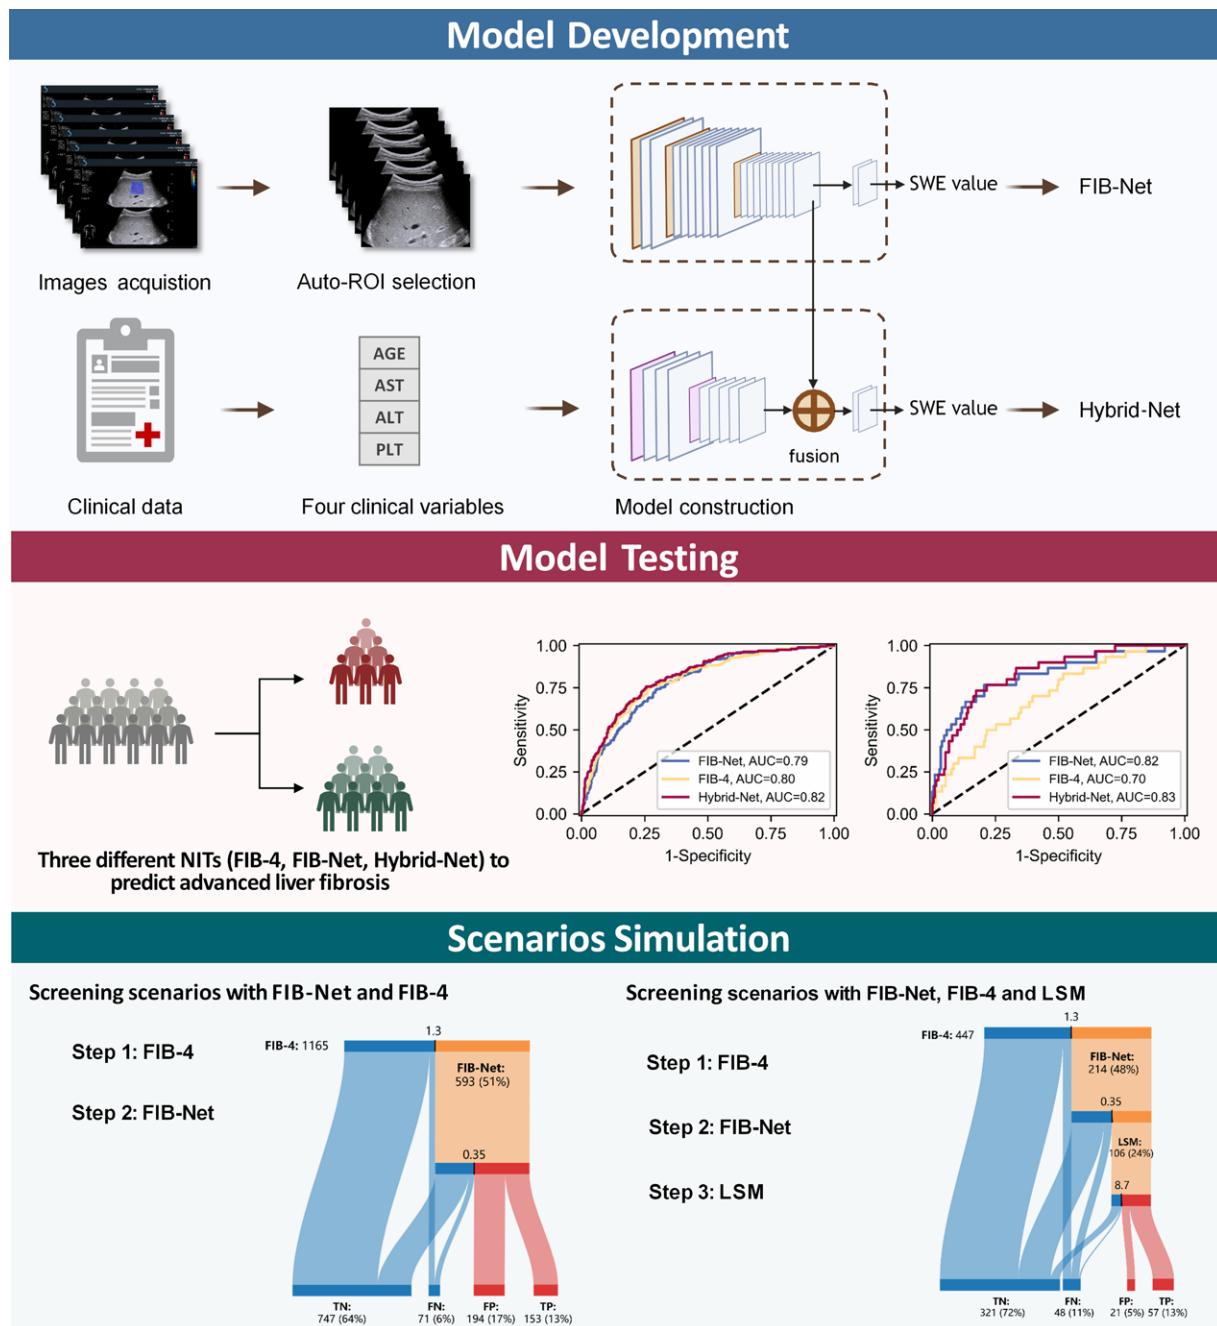 Model Development
Images acquistion
Auto-ROI selection
SWE value
FIB-Net
Clinical data
AGE
AST
ALT
PLT
Four clinical variables
fusion
SWE value
Hybrid-Net
Model construction
Model Testing
Three different NITs (FIB-4, FIB-Net, Hybrid-Net) to
predict advanced liver fibrosis
Sensitivity
1.00
0.75
0.50
0.25
0.00
FIB-Net, AUC=0.79
FIB-4, AUC=0.80
Hybrid-Net, AUC=0.82
0.00 0.25 0.50 0.75 1.00
1-Specificity
Sensitivity
1.00
0.75
0.50
0.25
0.00
FIB-Net, AUC=0.82
FIB-4, AUC=0.70
Hybrid-Net, AUC=0.83
0.00 0.25 0.50 0.75 1.00
1-Specificity
Scenarios Simulation
Screening scenarios with FIB-Net and FIB-4
Step 1: FIB-4
Step 2: FIB-Net
1.3
FIB-4: 1165
FIB-Net:
593 (51%)
0.35
TN:
747 (64%)
FN:
71 (6%)
FP:
194 (17%)
TP:
153 (13%)
Screening scenarios with FIB-Net, FIB-4 and LSM
Step 1: FIB-4
Step 2: FIB-Net
Step 3: LSM
1.3
FIB-4: 447
FIB-Net:
214 (48%)
0.35
LSM:
106 (24%)
8.7
TN:
321 (72%)
FN:
48 (11%)
FP:
21 (5%)
TP:
57 (13%)